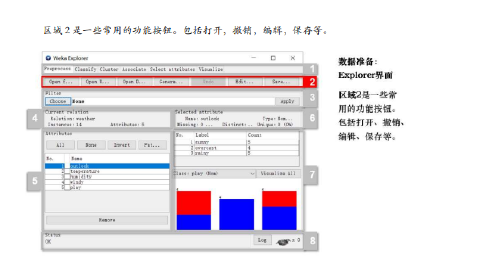 区域 2 是一些常用的功能按钮。包括打开，撤销，编辑，保存等。
Weka Explorer
Preprocess Classify Cluster Associate Select attributes Visualize
1
Open U... Open D... Undo Edit... Save...
2
Filter
Choose None Apply
3
Current relation
Relation: weather
Instances: 14 Attributes: 5
4
Selected attribute
Name: outlook Type: Nom...
Missing: 0 ... Distinct: ... Unique: 0 (0%)
6
Attributes
All None Invert Pat...
No. Name
1 outlook
2 temperature
3 humidity
4 windy
5 play
5
Remove
No. Label Count
1 sunny 5
2 overcast 4
3 rainy 5
Class: play (Nom) Visualize All
7
Status
OK
Log x 0
8
数据准备：
Explorer界面
区域2是一些常
用的功能按钮。
包括打开、撤销、
编辑、保存等。